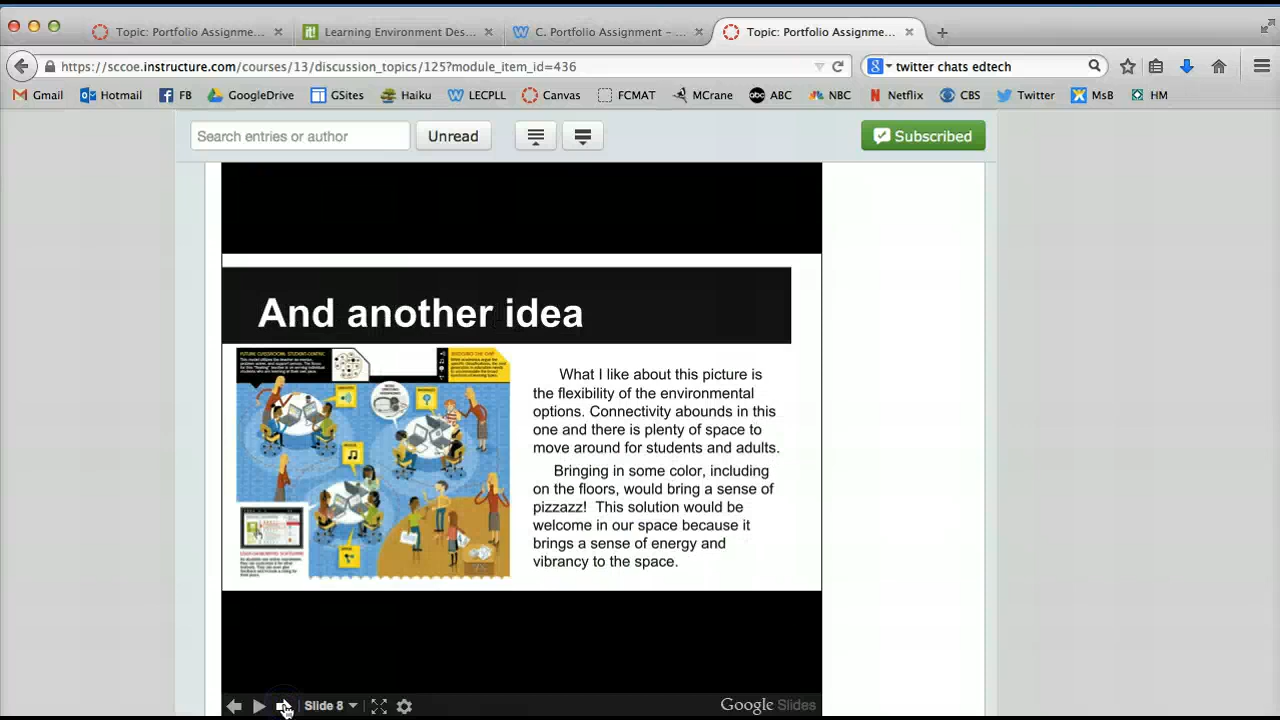 Topic: Portfolio Assignme...
Learning Environment Des...
C. Portfolio Assignment – ...
Topic: Portfolio Assignme...
https://sccoe.instructure.com/courses/13/discussion_topics/125?module_item_id=436
twitter chats edtech
Gmail Hotmail FB GoogleDrive GSites Haiku LECPLL Canvas FCMAT MCrane ABC NBC Netflix CBS Twitter MsB HM
Search entries or author
Unread
Subscribed
And another idea
FUTURE CLASSROOM: STUDENT-CENTRIC
What I like about this picture is
the flexibility of the environmental
options. Connectivity abounds in this
one and there is plenty of space to
move around for students and adults.
Bringing in some color, including
on the floors, would bring a sense of
pizzazz! This solution would be
welcome in our space because it
brings a sense of energy and
vibrancy to the space.
Slide 8
Google Slides